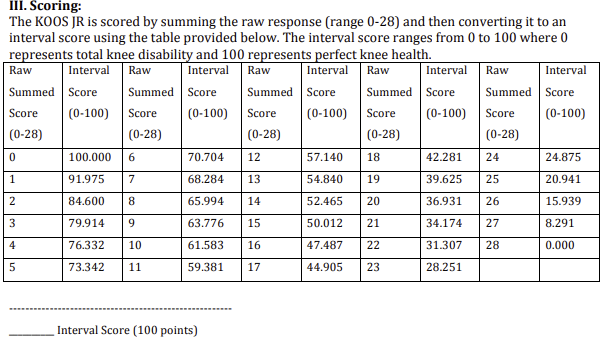 III. Scoring:
The KOOS JR is scored by summing the raw response (range 0-28) and then converting it to an
interval score using the table provided below. The interval score ranges from 0 to 100 where 0
represents total knee disability and 100 represents perfect knee health.
Raw Interval Raw Interval Raw Interval Raw Interval Raw Interval
Summed Score Summed Score Summed Score Summed Score Summed Score
Score (0-100) Score (0-100) Score (0-100) Score (0-100) Score (0-100)
(0-28) (0-28) (0-28) (0-28) (0-28)
0 100.000 6 70.704 12 57.140 18 42.281 24 24.875
1 91.975 7 68.284 13 54.840 19 39.625 25 20.941
2 84.600 8 65.994 14 52.465 20 36.931 26 15.939
3 79.914 9 63.776 15 50.012 21 34.174 27 8.291
4 76.332 10 61.583 16 47.487 22 31.307 28 0.000
5 73.342 11 59.381 17 44.905 23 28.251
--------------------------------------------------------
_________ Interval Score (100 points)